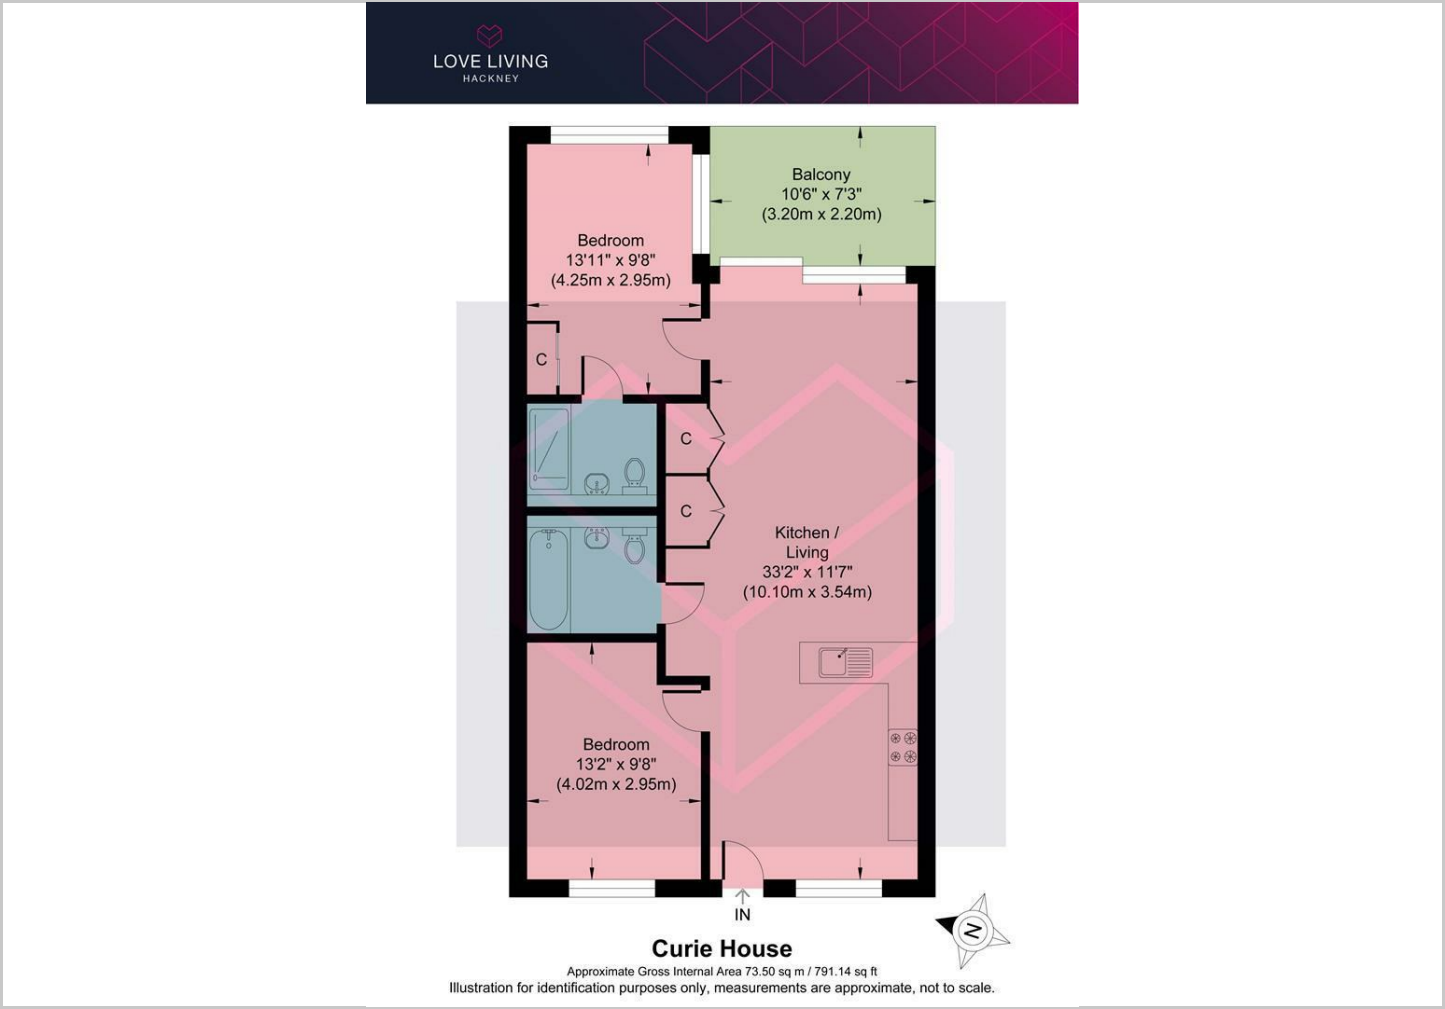 LOVE LIVING
HACKNEY
Balcony
10'6" x 7'3"
(3.20m x 2.20m)
Bedroom
13'11" x 9'8"
(4.25m x 2.95m)
C
C
C
Kitchen /
Living
33'2" x 11'7"
(10.10m x 3.54m)
Bedroom
13'2" x 9'8"
(4.02m x 2.95m)
IN
N
Curie House
Approximate Gross Internal Area 73.50 sq m / 791.14 sq ft
Illustration for identification purposes only, measurements are approximate, not to scale.